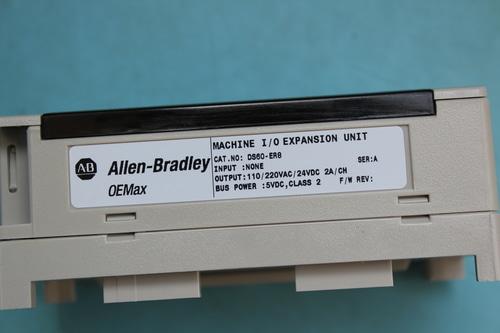 AB
Allen-Bradley
OEMax
MACHINE I/O EXPANSION UNIT
CAT.NO: DS60-ER8 SER:A
INPUT :NONE
OUTPUT:110/220VAC/24VDC 2A/CH
BUS POWER :5VDC,CLASS 2 F/W REV: